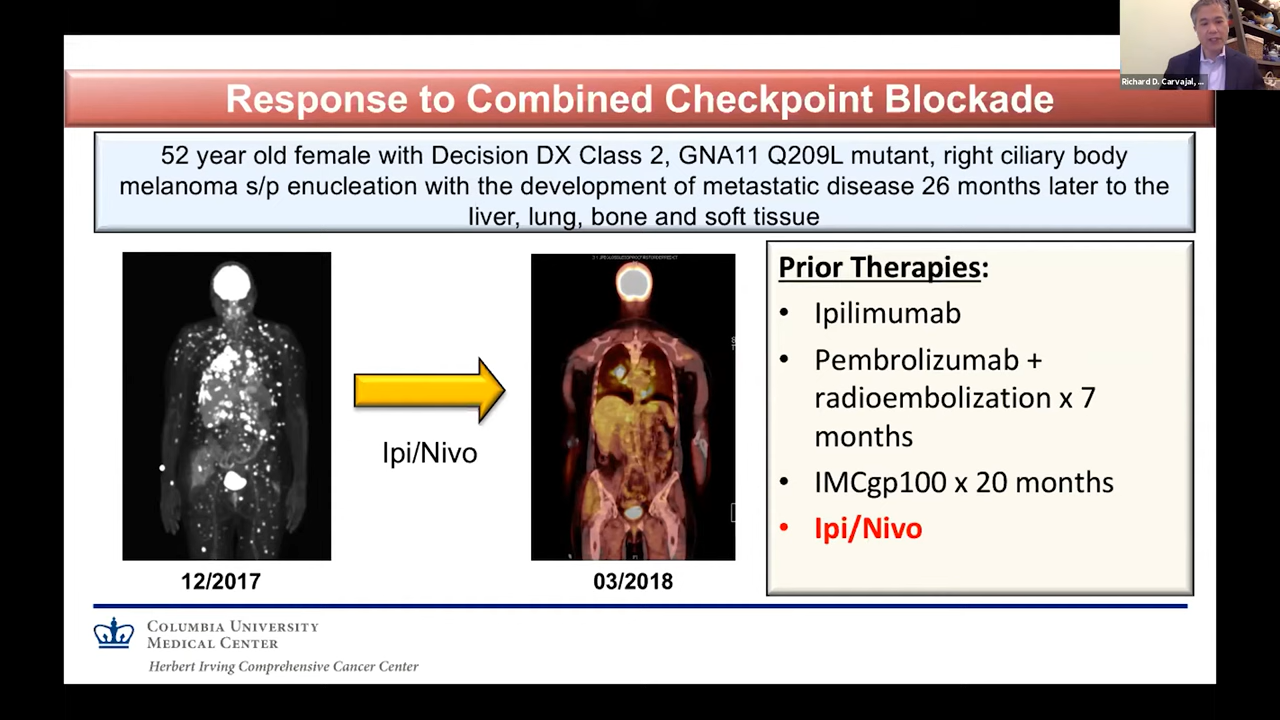 Richard D. Carvajal, ...
Response to Combined Checkpoint Blockade
52 year old female with Decision DX Class 2, GNA11 Q209L mutant, right ciliary body
melanoma s/p enucleation with the development of metastatic disease 26 months later to the
liver, lung, bone and soft tissue
Ipi/Nivo
12/2017
03/2018
Prior Therapies:
• Ipilimumab
• Pembrolizumab +
radioembolization x 7
months
• IMCgp100 x 20 months
• Ipi/Nivo
COLUMBIA UNIVERSITY
MEDICAL CENTER
Herbert Irving Comprehensive Cancer Center